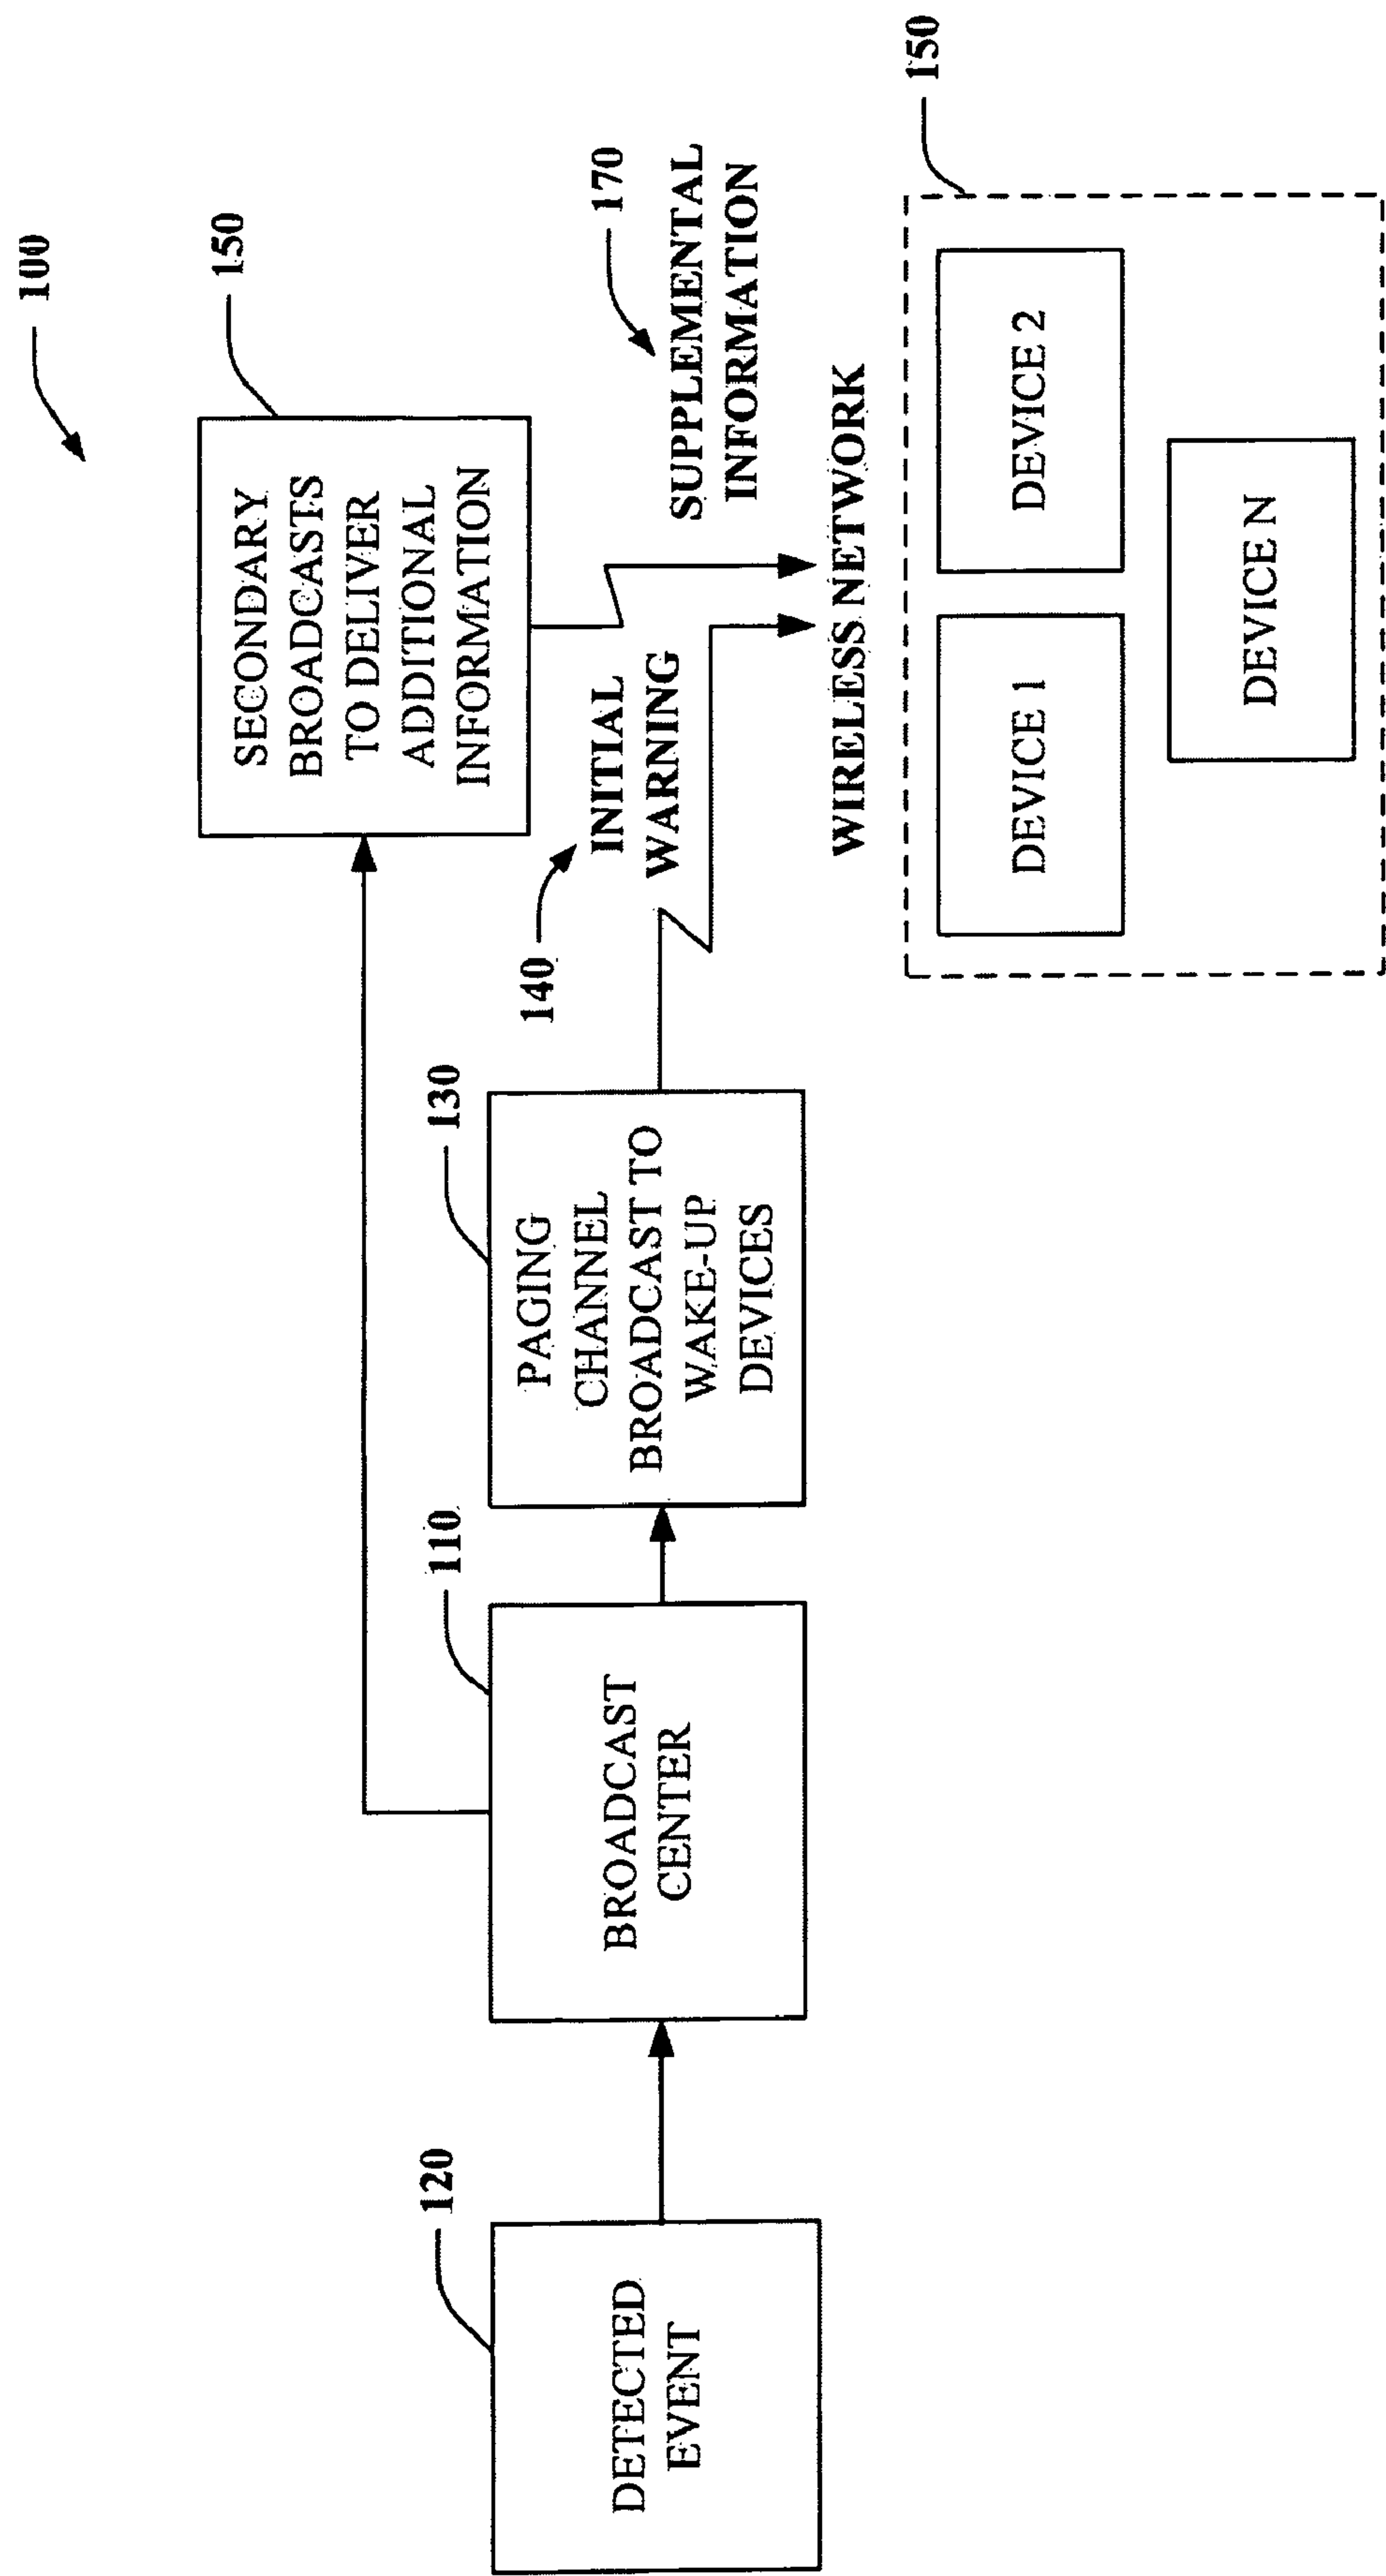 100
150
SECONDARY
BROADCASTS
TO DELIVER
ADDITIONAL
INFORMATION
170
SUPPLEMENTAL
INFORMATION
140
INITIAL
WARNING
120
DETECTED
EVENT
110
BROADCAST
CENTER
130
PAGING
CHANNEL
BROADCAST TO
WAKE-UP
DEVICES
WIRELESS NETWORK
150
DEVICE 1
DEVICE 2
DEVICE N